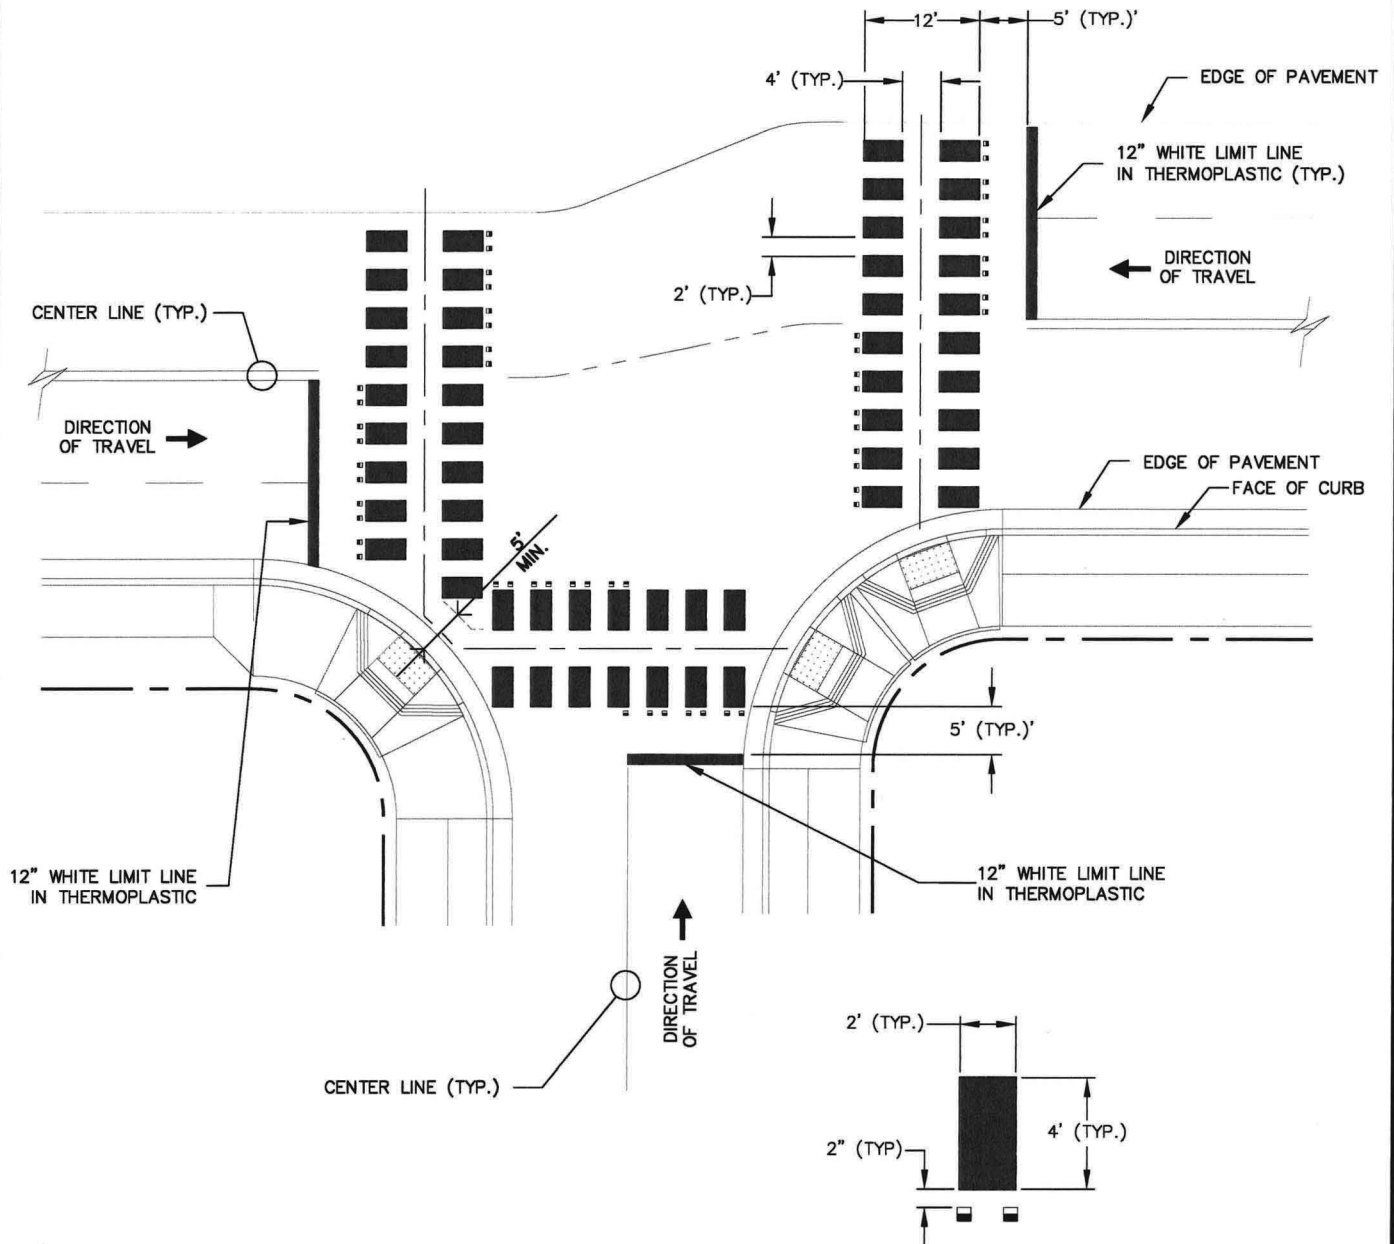 12' 5' (TYP.)'
4' (TYP.)
EDGE OF PAVEMENT
12" WHITE LIMIT LINE
IN THERMOPLASTIC (TYP.)
DIRECTION
OF TRAVEL
2' (TYP.)
CENTER LINE (TYP.)
DIRECTION
OF TRAVEL
EDGE OF PAVEMENT
FACE OF CURB
5'
MIN.
5' (TYP.)'
12" WHITE LIMIT LINE
IN THERMOPLASTIC
12" WHITE LIMIT LINE
IN THERMOPLASTIC
DIRECTION
OF TRAVEL
CENTER LINE (TYP.)
2' (TYP.)
4' (TYP.)
2" (TYP)